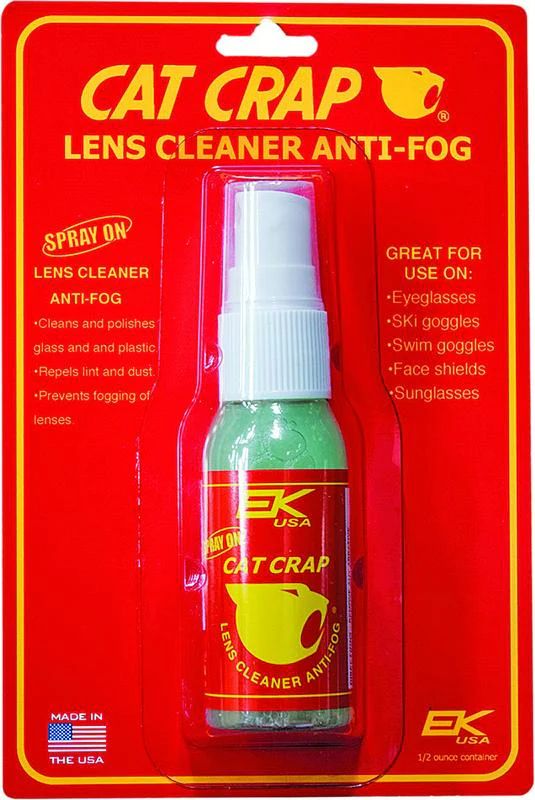 CAT CRAP
®
LENS CLEANER ANTI-FOG
SPRAY ON
LENS CLEANER
ANTI-FOG
•Cleans and polishes
glass and and plastic
•Repels lint and dust.
•Prevents fogging of
lenses.
GREAT FOR
USE ON:
•Eyeglasses
•SKi goggles
•Swim goggles
•Face shields
•Sunglasses
EK
USA
SPRAY ON
CAT CRAP
®
LENS CLEANER ANTI-FOG
MADE IN
THE USA
EK
USA
1/2 ounce container